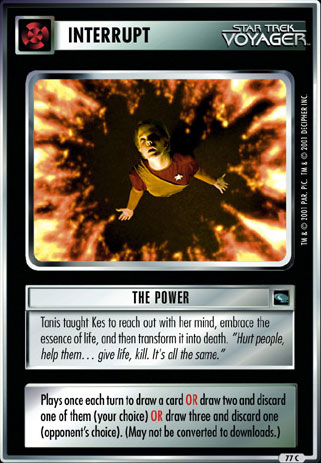 INTERRUPT
STAR TREK
VOYAGER™
TM & © 2001 PAR. P.C. TM & © 2001 DECIPHER INC.
THE POWER
Tanis taught Kes to reach out with her mind, embrace the
essence of life, and then transform it into death. "Hurt people,
help them... give life, kill. It's all the same."
Plays once each turn to draw a card OR draw two and discard
one of them (your choice) OR draw three and discard one
(opponent's choice). (May not be converted to downloads.)
77 C